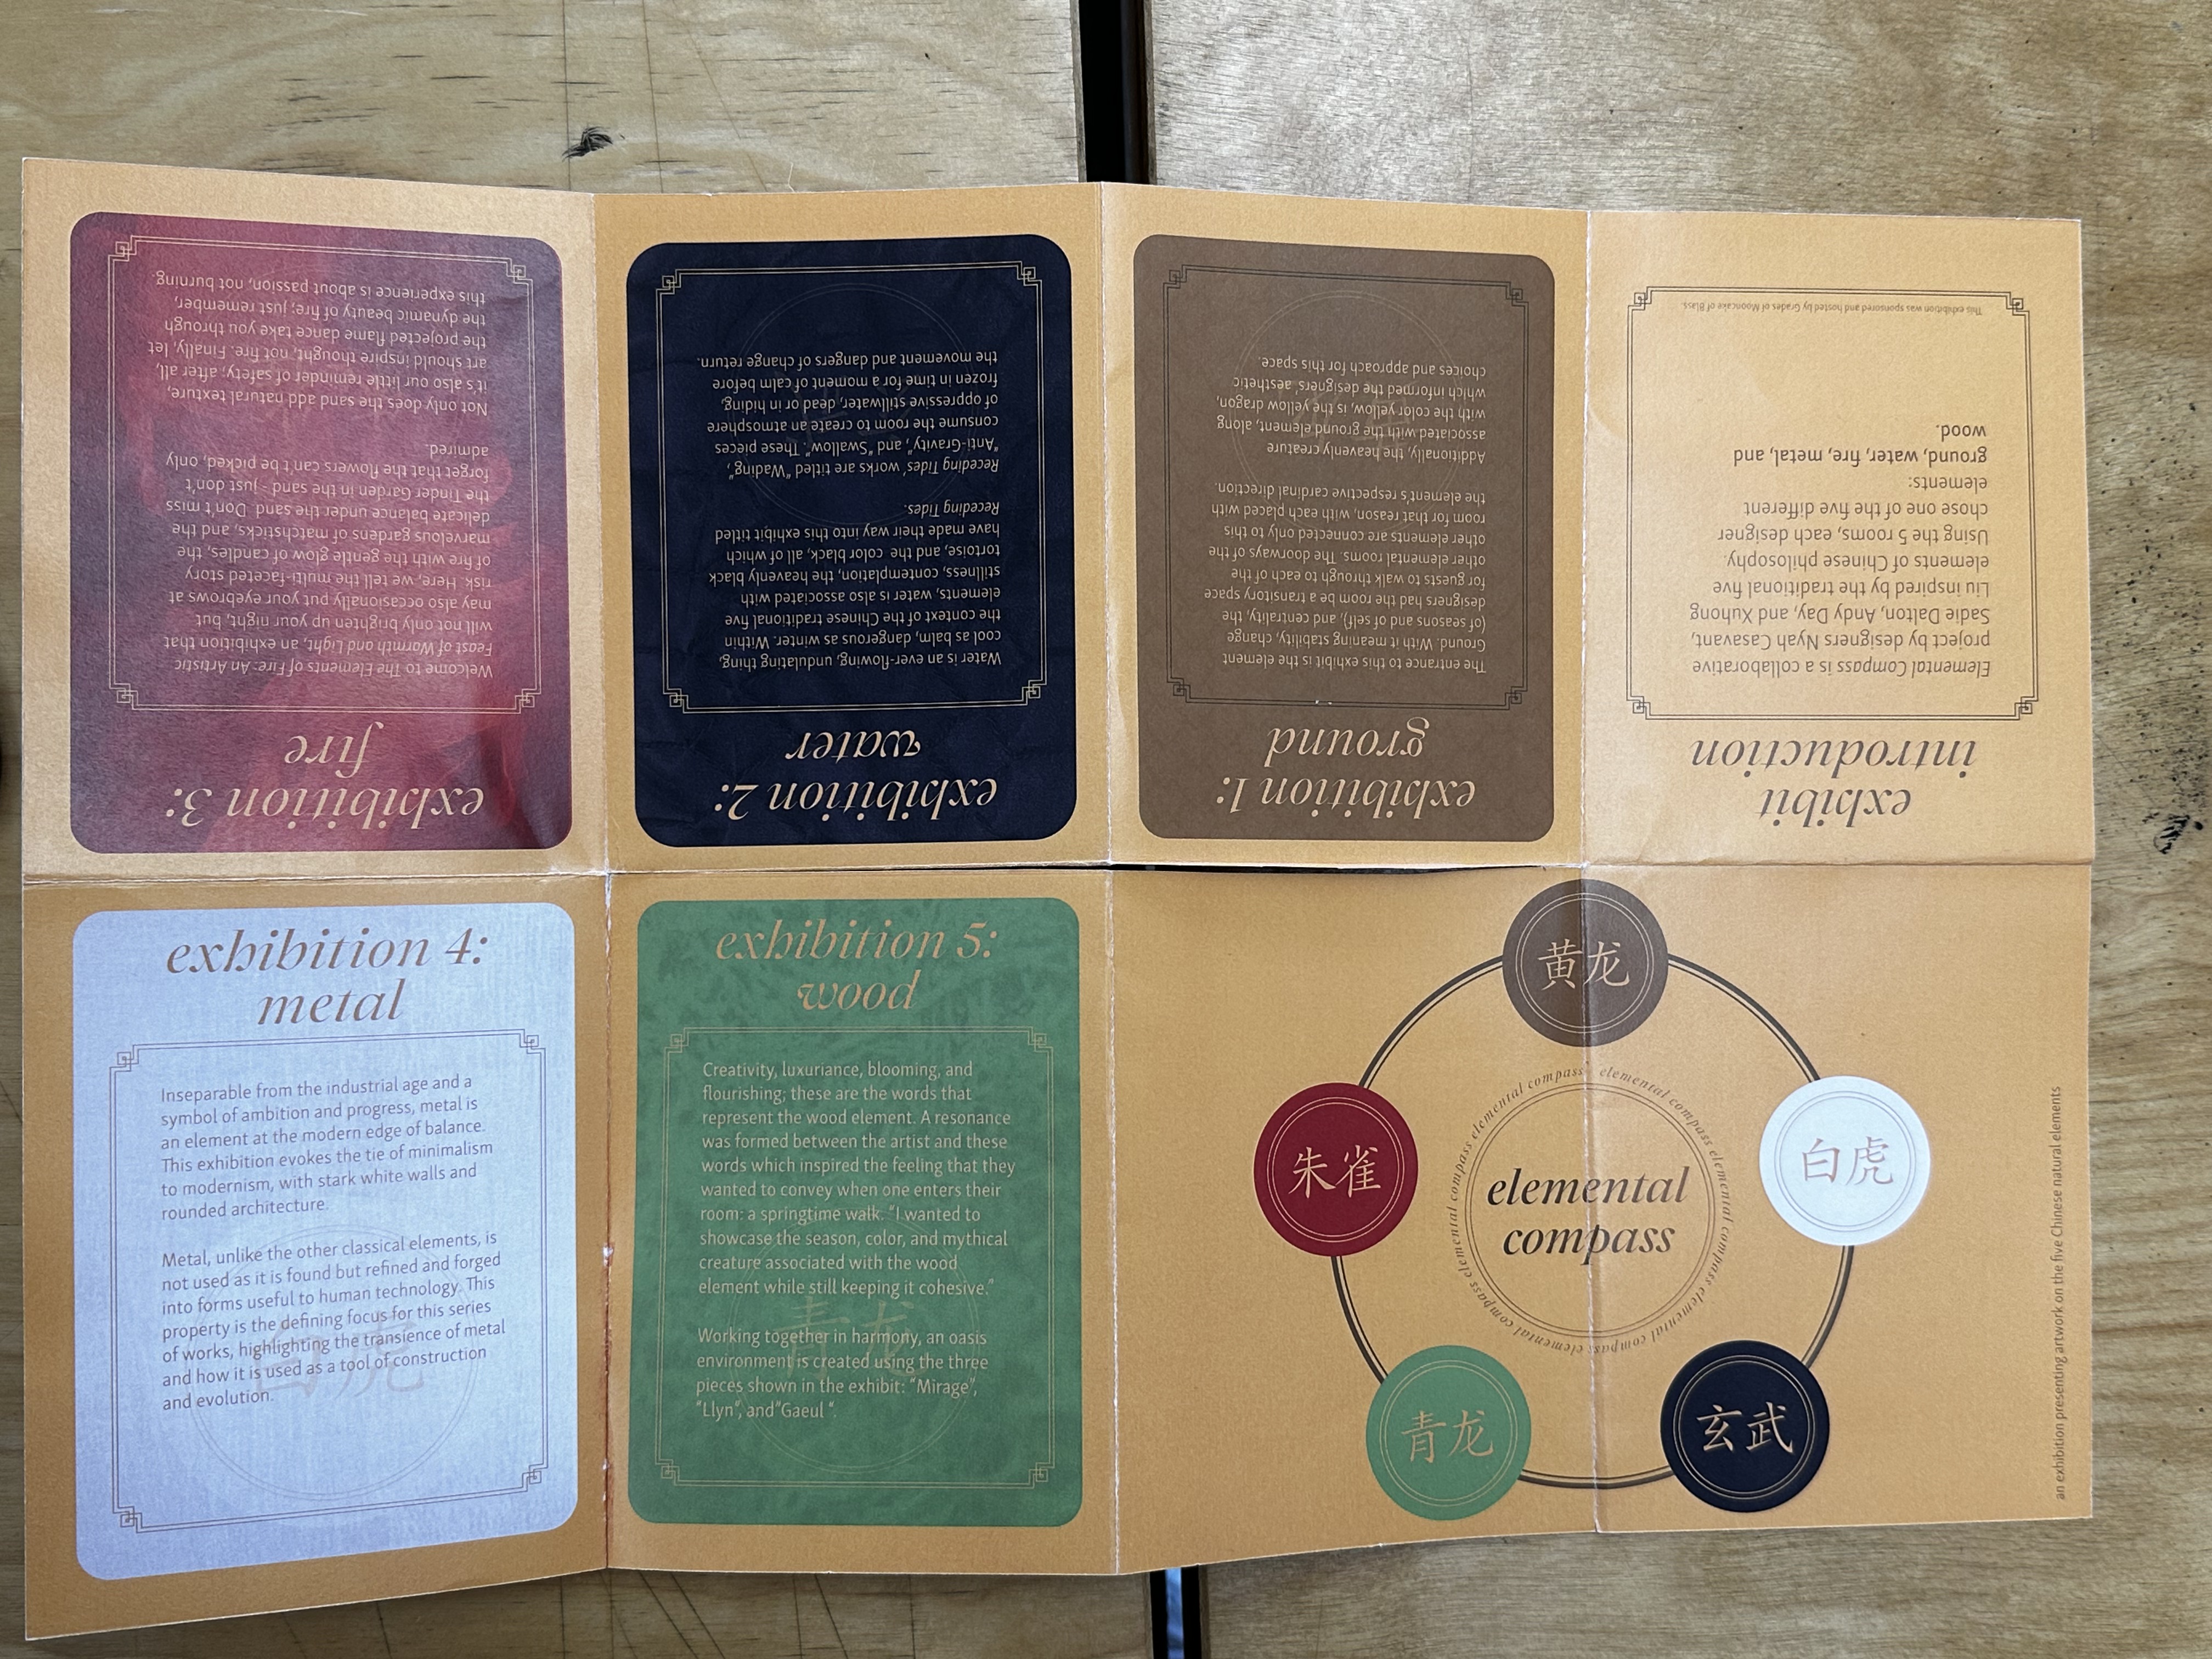 exhibit
introduction
Elemental Compass is a collaborative
project by designers Nyah Casavant,
Sadie Dalton, Andy Day, and Xuhong
Liu inspired by the traditional five
elements of Chinese philosophy.
Using the 5 rooms, each designer
chose one of the five different
elements:
ground, water, fire, metal, and
wood.
This exhibition was sponsored and hosted by Grades of Mooncake of Blass.
exhibition 1:
ground
The entrance to this exhibit is the element
Ground. With it meaning stability, change
(of seasons and of self), and centrality, the
designers had the room be a transitory space
for guests to walk through to each of the
other elemental rooms. The doorways of the
other elements are connected only to this
room for that reason, with each placed with
the element's respective cardinal direction.
Additionally, the heavenly creature
associated with the ground element, along
with the color yellow, is the yellow dragon,
which informed the designers' aesthetic
choices and approach for this space.
exhibition 2:
water
Water is an ever-flowing, undulating thing,
cool as balm, dangerous as winter. Within
the context of the Chinese traditional five
elements, water is also associated with
stillness, contemplation, the heavenly black
tortoise, and the color black, all of which
have made their way into this exhibit titled
Receding Tides.
Receding Tides' works are titled "Wading",
"Anti-Gravity", and "Swallow". These pieces
consume the room to create an atmosphere
of oppressive stillwater, dead or in hiding,
frozen in time for a moment of calm before
the movement and dangers of change return.
exhibition 3:
fire
Welcome to The Elements of Fire: An Artistic
Feast of Warmth and Light, an exhibition that
will not only brighten up your night, but
may also occasionally put your eyebrows at
risk. Here, we tell the multi-faceted story
of fire with the gentle glow of candles, the
marvelous gardens of matchsticks, and the
delicate balance under the sand. Don't miss
the Tinder Garden in the sand - just don't
forget that the flowers can't be picked, only
admired.
Not only does the sand add natural texture,
it's also our little reminder of safety; after all,
art should inspire thought, not fire. Finally, let
the projected flame dance take you through
the dynamic beauty of fire; just remember,
this experience is about passion, not burning.
exhibition 4:
metal
Inseparable from the industrial age and a
symbol of ambition and progress, metal is
an element at the modern edge of balance.
This exhibition evokes the tie of minimalism
to modernism, with stark white walls and
rounded architecture.
Metal, unlike the other classical elements, is
not used as it is found but refined and forged
into forms useful to human technology. This
property is the defining focus for this series
of works, highlighting the transience of metal
and how it is used as a tool of construction
and evolution.
exhibition 5:
wood
Creativity, luxuriance, blooming, and
flourishing, these are the words that
represent the wood element. A resonance
was formed between the artist and these
words which inspired the feeling that they
wanted to convey when one enters their
room: a springtime walk. "I wanted to
showcase the season, color, and mythical
creature associated with the wood
element while still keeping it cohesive."
Working together in harmony, an oasis
environment is created using the three
pieces shown in the exhibit: "Mirage",
"Llyn", and "Gaeul ".
黄龙
朱雀
白虎
elemental compass elemental compass elemental compass elemental compass elemental compass elemental compass
elemental
compass
青龙
玄武
an exhibition presenting artwork on the five Chinese natural elements